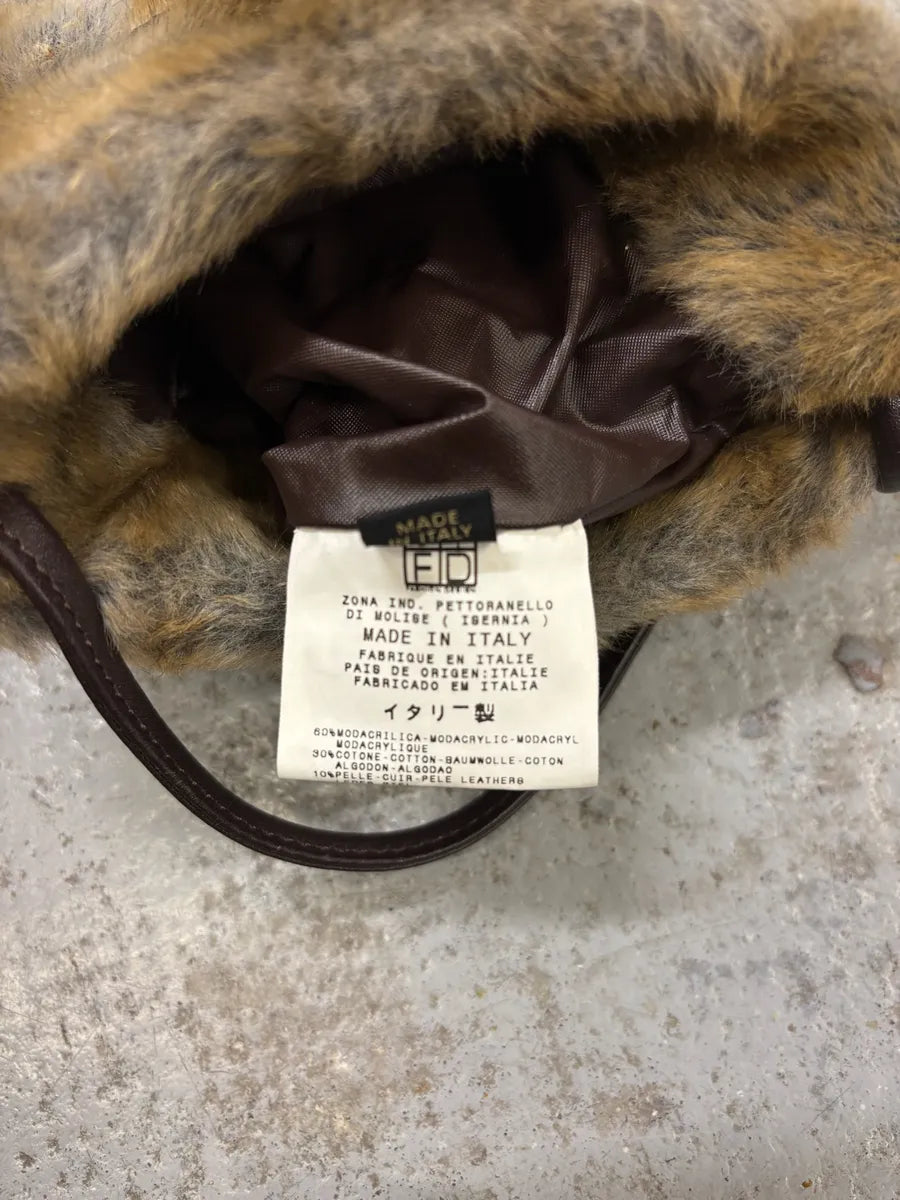 MADE
IN ITALY
FD
ZONA IND. PETTORANELLO
DI MOLISE ( ISERNIA )
MADE IN ITALY
FABRIQUE EN ITALIE
PAIS DE ORIGEN:ITALIE
FABRICADO EM ITALIA
イタリー製
60%MODACRILICA-MODACRYLIC-MODACRYL
MODACRYLIQUE
30%COTONE-COTTON-BAUMWOLLE-COTON
ALGODON-ALGODAO
10%PELLE-CUIR-PELE LEATHERS